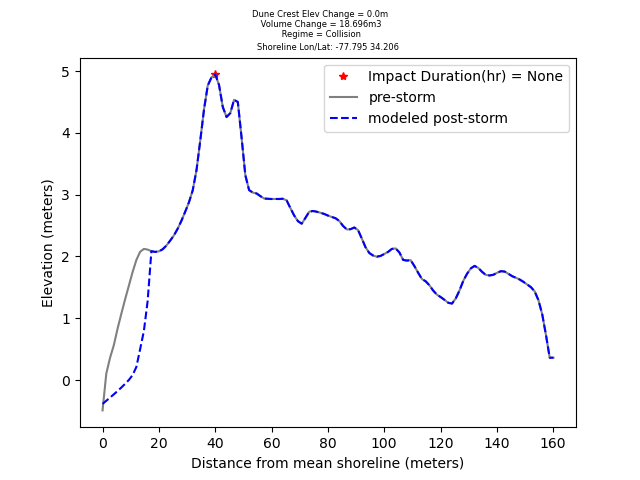 Dune Crest Elev Change = 0.0m
Volume Change = 18.696m3
Regime = Collision
Shoreline Lon/Lat: -77.795 34.206
Impact Duration(hr) = None
pre-storm
modeled post-storm
Elevation (meters)
5
4
3
2
1
0
0 20 40 60 80 100 120 140 160
Distance from mean shoreline (meters)